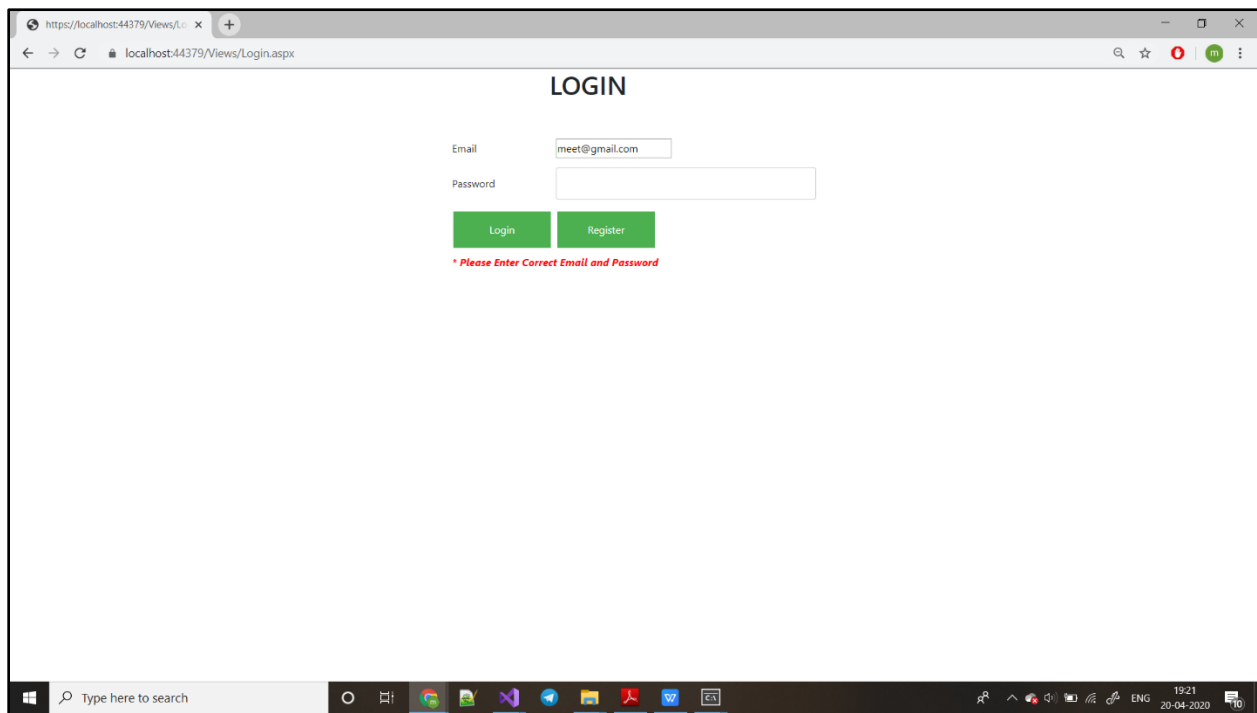 https://localhost:44379/Views/Lo
localhost:44379/Views/Login.aspx
m
LOGIN
Email meet@gmail.com
Password
Login Register
* Please Enter Correct Email and Password
Type here to search
W
C:\
ENG
19:21
20-04-2020
10